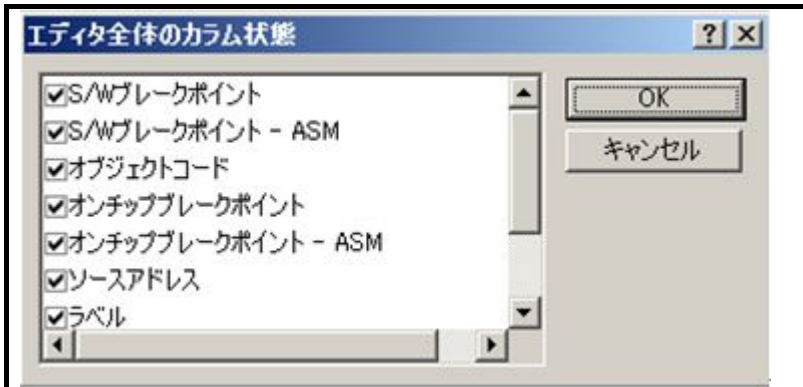 エディタ全体のカラム状態
S/Wブレークポイント
S/Wブレークポイント - ASM
オブジェクトコード
オンチップブレークポイント
オンチップブレークポイント - ASM
ソースアドレス
ラベル
OK
キャンセル